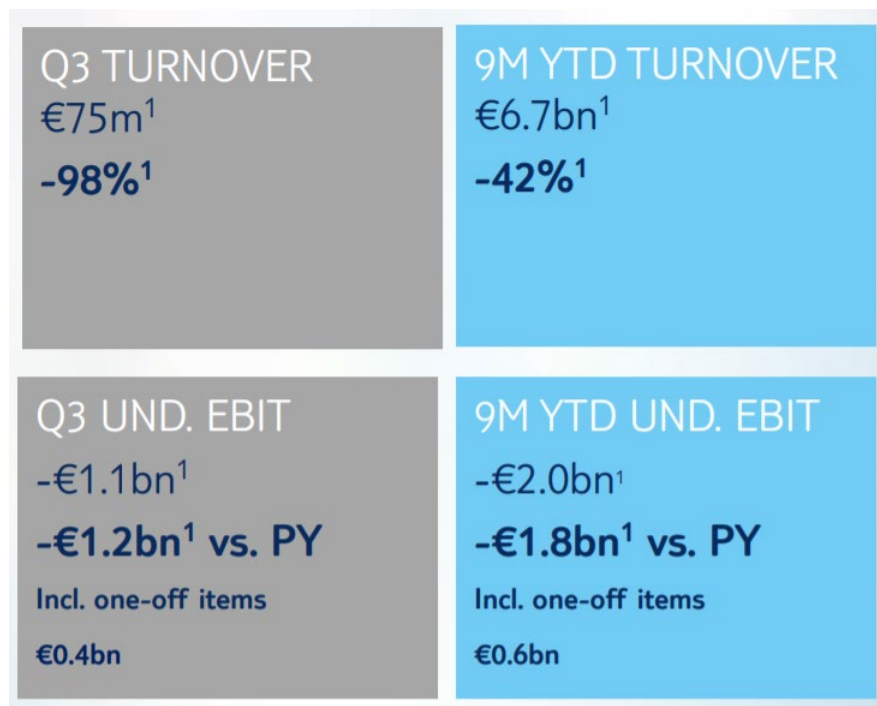 Q3 TURNOVER
€75m¹
-98%¹
9M YTD TURNOVER
€6.7bn¹
-42%¹
Q3 UND. EBIT
-€1.1bn¹
-€1.2bn¹ vs. PY
Incl. one-off items
€0.4bn
9M YTD UND. EBIT
-€2.0bn¹
-€1.8bn¹ vs. PY
Incl. one-off items
€0.6bn